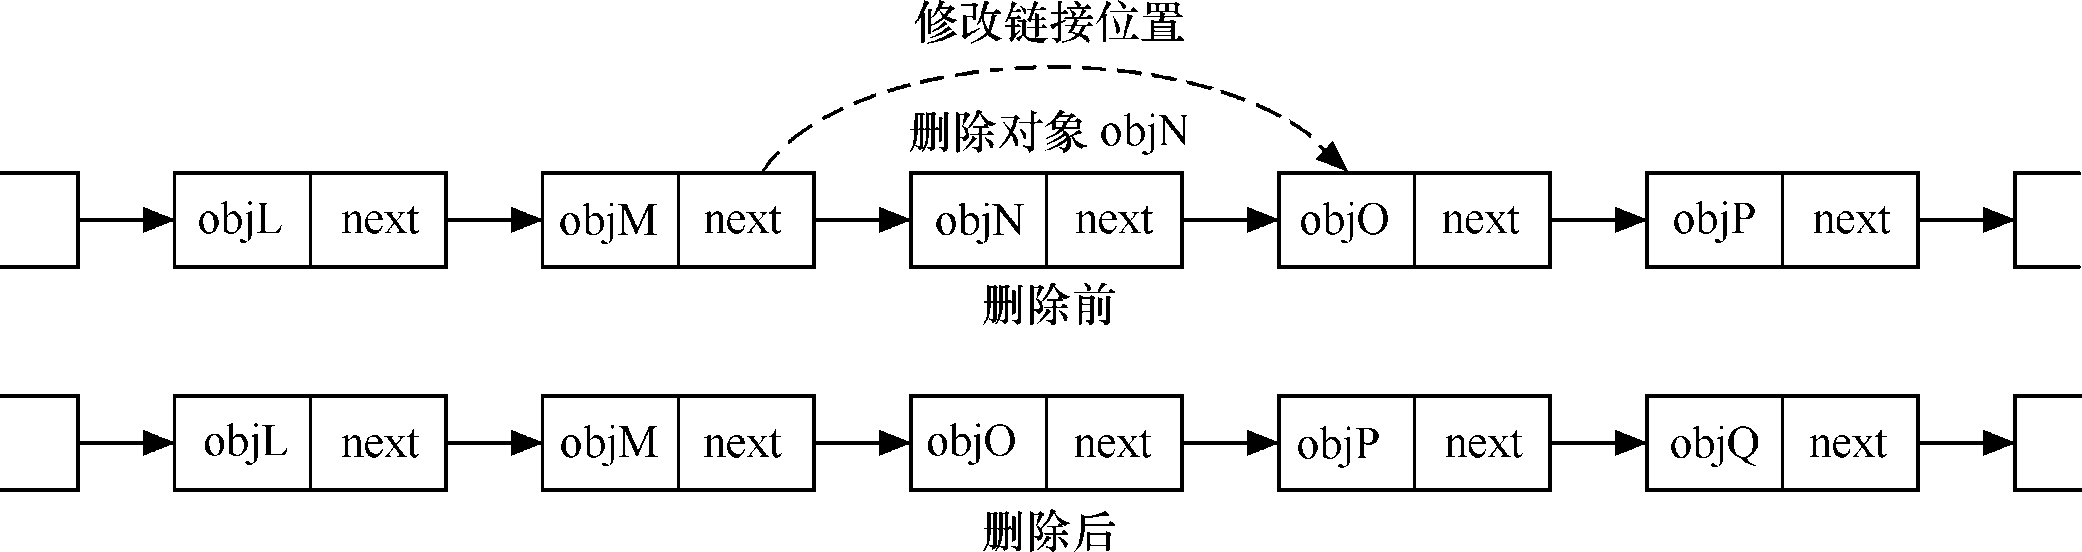 修改链接位置
删除对象 objN
objL next objM next objN next objO next objP next
删除前
objL next objM next objO next objP next objQ next
删除后